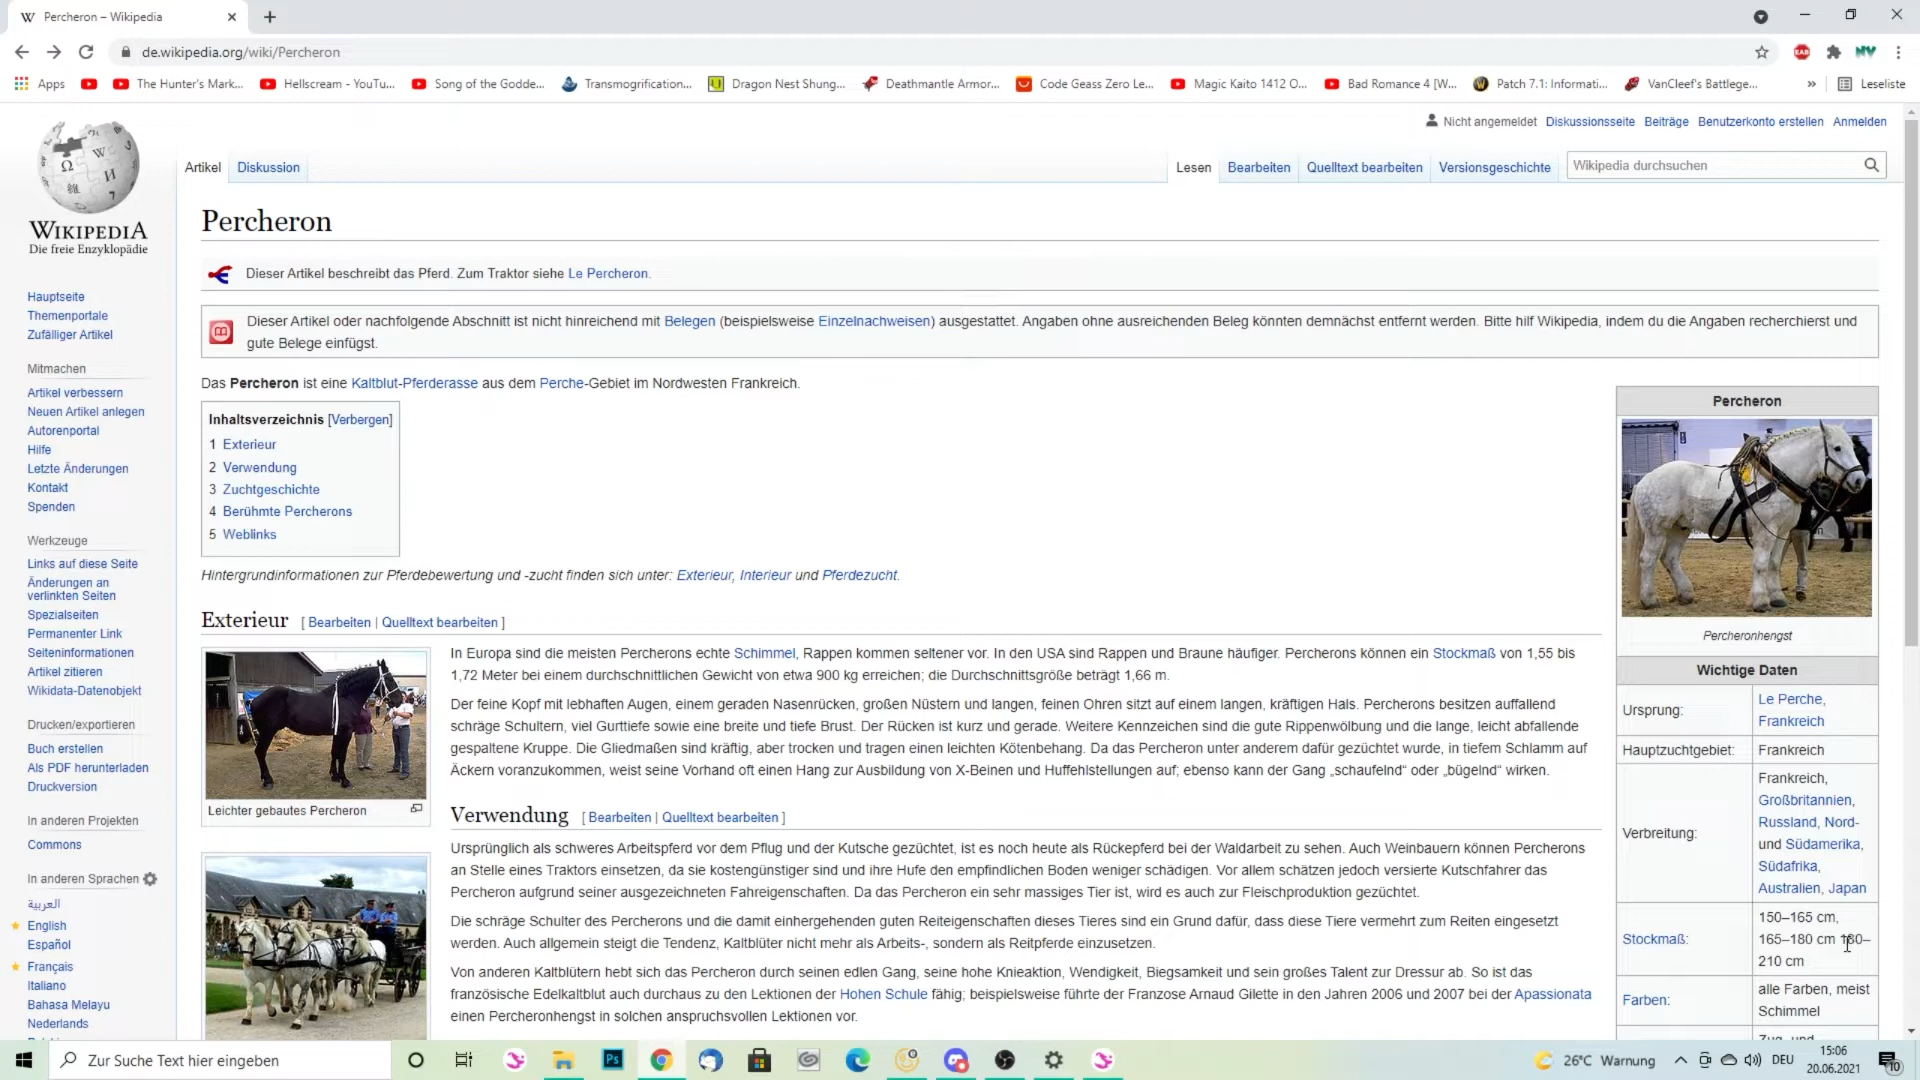 Percheron – Wikipedia
de.wikipedia.org/wiki/Percheron
Apps
The Hunter's Mark...
Hellscream - YouTu...
Song of the Godde...
Transmogrification...
Dragon Nest Shung...
Deathmantle Armor...
Code Geass Zero Le...
Magic Kaito 1412 O...
Bad Romance 4 [W...
Patch 7.1: Informati...
VanCleef's Battlege...
»
Leseliste
Nicht angemeldet Diskussionsseite Beiträge Benutzerkonto erstellen Anmelden
WIKIPEDIA
Die freie Enzyklopädie
Artikel Diskussion
Lesen Bearbeiten Quelltext bearbeiten Versionsgeschichte
Wikipedia durchsuchen
Hauptseite
Themenportale
Zufälliger Artikel
Mitmachen
Artikel verbessern
Neuen Artikel anlegen
Autorenportal
Hilfe
Letzte Änderungen
Kontakt
Spenden
Werkzeuge
Links auf diese Seite
Änderungen an
verlinkten Seiten
Spezialseiten
Permanenter Link
Seiteninformationen
Artikel zitieren
Wikidata-Datenobjekt
Drucken/exportieren
Buch erstellen
Als PDF herunterladen
Druckversion
In anderen Projekten
Commons
In anderen Sprachen
العربية
English
Español
Français
Italiano
Bahasa Melayu
Nederlands
Percheron
Dieser Artikel beschreibt das Pferd. Zum Traktor siehe Le Percheron.
Dieser Artikel oder nachfolgende Abschnitt ist nicht hinreichend mit Belegen (beispielsweise Einzelnachweisen) ausgestattet. Angaben ohne ausreichenden Beleg könnten demnächst entfernt werden. Bitte hilf Wikipedia, indem du die Angaben recherchierst und
gute Belege einfügst.
Das Percheron ist eine Kaltblut-Pferderasse aus dem Perche-Gebiet im Nordwesten Frankreich.
Inhaltsverzeichnis [Verbergen]
1 Exterieur
2 Verwendung
3 Zuchtgeschichte
4 Berühmte Percherons
5 Weblinks
Hintergrundinformationen zur Pferdebewertung und -zucht finden sich unter: Exterieur, Interieur und Pferdezucht.
Exterieur [ Bearbeiten | Quelltext bearbeiten ]
Leichter gebautes Percheron
In Europa sind die meisten Percherons echte Schimmel, Rappen kommen seltener vor. In den USA sind Rappen und Braune häufiger. Percherons können ein Stockmaß von 1,55 bis
1,72 Meter bei einem durchschnittlichen Gewicht von etwa 900 kg erreichen; die Durchschnittsgröße beträgt 1,66 m.
Der feine Kopf mit lebhaften Augen, einem geraden Nasenrücken, großen Nüstern und langen, feinen Ohren sitzt auf einem langen, kräftigen Hals. Percherons besitzen auffallend
schräge Schultern, viel Gurttiefe sowie eine breite und tiefe Brust. Der Rücken ist kurz und gerade. Weitere Kennzeichen sind die gute Rippenwölbung und die lange, leicht abfallende
gespaltene Kruppe. Die Gliedmaßen sind kräftig, aber trocken und tragen einen leichten Kötenbehang. Da das Percheron unter anderem dafür gezüchtet wurde, in tiefem Schlamm auf
Äckern voranzukommen, weist seine Vorhand oft einen Hang zur Ausbildung von X-Beinen und Huffehlstellungen auf; ebenso kann der Gang „schaufelnd“ oder „bügelnd“ wirken.
Verwendung [ Bearbeiten | Quelltext bearbeiten ]
Ursprünglich als schweres Arbeitspferd vor dem Pflug und der Kutsche gezüchtet, ist es noch heute als Rückepferd bei der Waldarbeit zu sehen. Auch Weinbauern können Percherons
an Stelle eines Traktors einsetzen, da sie kostengünstiger sind und ihre Hufe den empfindlichen Boden weniger schädigen. Vor allem schätzen jedoch versierte Kutschfahrer das
Percheron aufgrund seiner ausgezeichneten Fahreigenschaften. Da das Percheron ein sehr massiges Tier ist, wird es auch zur Fleischproduktion gezüchtet.
Die schräge Schulter des Percherons und die damit einhergehenden guten Reiteigenschaften dieses Tieres sind ein Grund dafür, dass diese Tiere vermehrt zum Reiten eingesetzt
werden. Auch allgemein steigt die Tendenz, Kaltblüter nicht mehr als Arbeits-, sondern als Reitpferde einzusetzen.
Von anderen Kaltblütern hebt sich das Percheron durch seinen edlen Gang, seine hohe Knieaktion, Wendigkeit, Biegsamkeit und sein großes Talent zur Dressur ab. So ist das
französische Edelkaltblut auch durchaus zu den Lektionen der Hohen Schule fähig; beispielsweise führte der Franzose Arnaud Gilette in den Jahren 2006 und 2007 bei der Apassionata
einen Percheronhengst in solchen anspruchsvollen Lektionen vor.
Percheron
Percheronhengst
Wichtige Daten
Ursprung: Le Perche,
Frankreich
Hauptzuchtgebiet: Frankreich
Verbreitung: Frankreich,
Großbritannien,
Russland, Nord-
und Südamerika,
Südafrika,
Australien, Japan
Stockmaß: 150–165 cm,
165–180 cm 180–
210 cm
Farben: alle Farben, meist
Schimmel
Zug- und
Zur Suche Text hier eingeben
Ps
26°C Warnung
DEU
15:06
20.06.2021
10